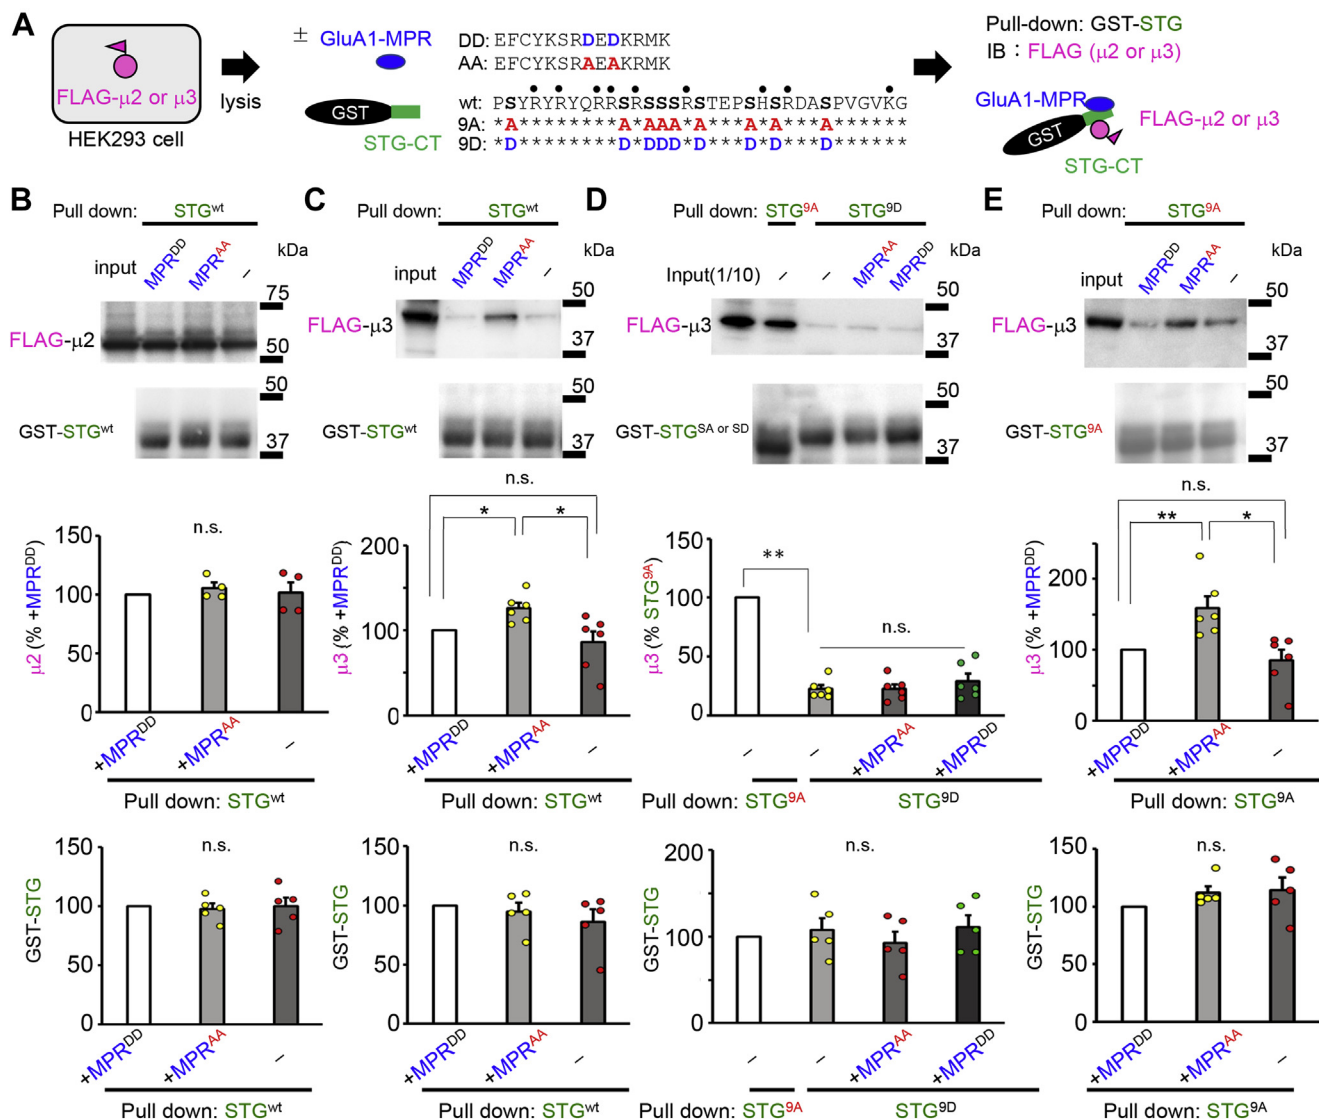 A
FLAG-μ2 or μ3
HEK293 cell
lysis
± GluA1-MPR
GST
STG-CT
DD: EFCYKSRDEDKRMK
AA: EFCYKSRAEAKRMK
wt: PSYRYRYQRRSRSSSRSTEPSHSRDASPVGVKG
9A: *A********A*AAA*A***A*A***A******
9D: *D********D*DDD*D***D*D***D******
Pull-down: GST-STG
IB : FLAG (μ2 or μ3)
GluA1-MPR
GST
FLAG-μ2 or μ3
STG-CT
B
Pull down: STGwt
input
MPRDD
MPRAA
–
kDa
75
FLAG-μ2
50
50
GST-STGwt
37
C
Pull down: STGwt
input
MPRDD
MPRAA
–
kDa
50
FLAG-μ3
37
50
GST-STGwt
37
D
Pull down: STG9A STG9D
Input(1/10)
–
–
MPRAA
MPRDD
kDa
50
FLAG-μ3
37
50
GST-STGSA or SD
37
E
Pull down: STG9A
input
MPRDD
MPRAA
–
kDa
50
FLAG-μ3
37
50
GST-STG9A
37
μ2 (% +MPRDD)
150
100
50
0
n.s.
+MPRDD
+MPRAA
–
Pull down: STGwt
μ3 (% +MPRDD)
200
100
0
n.s.
*
*
+MPRDD
+MPRAA
–
Pull down: STGwt
μ3 (% STG9A)
150
100
50
0
**
n.s.
–
–
+MPRAA
+MPRDD
Pull down: STG9A STG9D
μ3 (% +MPRDD)
200
100
0
n.s.
**
*
+MPRDD
+MPRAA
–
Pull down: STG9A
GST-STG
150
100
50
0
n.s.
+MPRDD
+MPRAA
–
Pull down: STGwt
GST-STG
150
100
50
0
n.s.
+MPRDD
+MPRAA
–
Pull down: STGwt
GST-STG
200
100
0
n.s.
–
–
+MPRAA
+MPRDD
Pull down: STG9A STG9D
GST-STG
150
100
50
0
n.s.
+MPRDD
+MPRAA
–
Pull down: STG9A